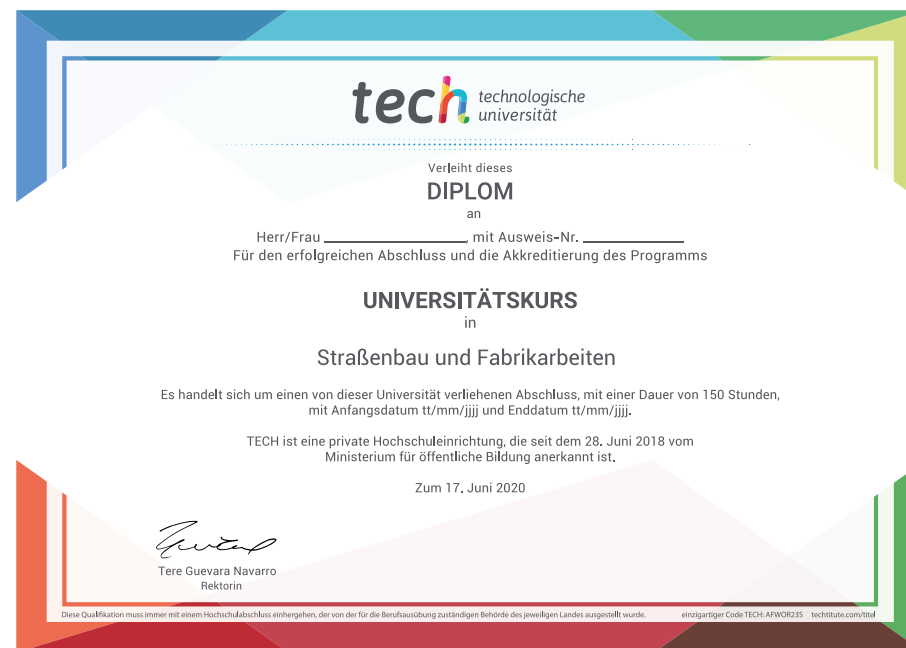 tech technologische
universität
Verleiht dieses
DIPLOM
an
Herr/Frau ________________, mit Ausweis-Nr. ____________
Für den erfolgreichen Abschluss und die Akkreditierung des Programms
UNIVERSITÄTSKURS
in
Straßenbau und Fabrikarbeiten
Es handelt sich um einen von dieser Universität verliehenen Abschluss, mit einer Dauer von 150 Stunden,
mit Anfangsdatum tt/mm/jjjj und Enddatum tt/mm/jjjj.
TECH ist eine private Hochschuleinrichtung, die seit dem 28. Juni 2018 vom
Ministerium für öffentliche Bildung anerkannt ist.
Zum 17. Juni 2020
Tere Guevara Navarro
Rektorin
Diese Qualifikation muss immer mit einem Hochschulabschluss einhergehen, der von der für die Berufsausübung zuständigen Behörde des jeweiligen Landes ausgestellt wurde. einzigartiger Code TECH: AFWOR23S techtitute.com/titel